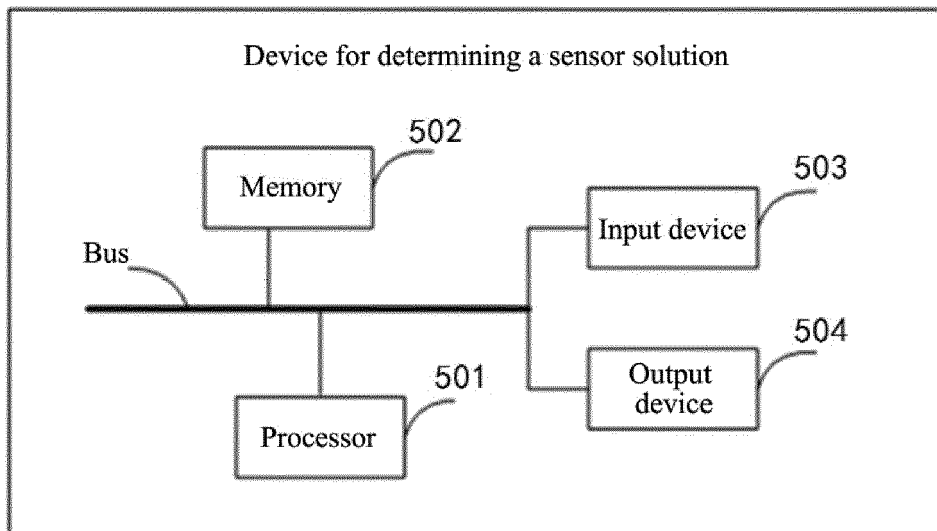 Device for determining a sensor solution
502
Memory
503
Input device
Bus
504
Output
device
501
Processor